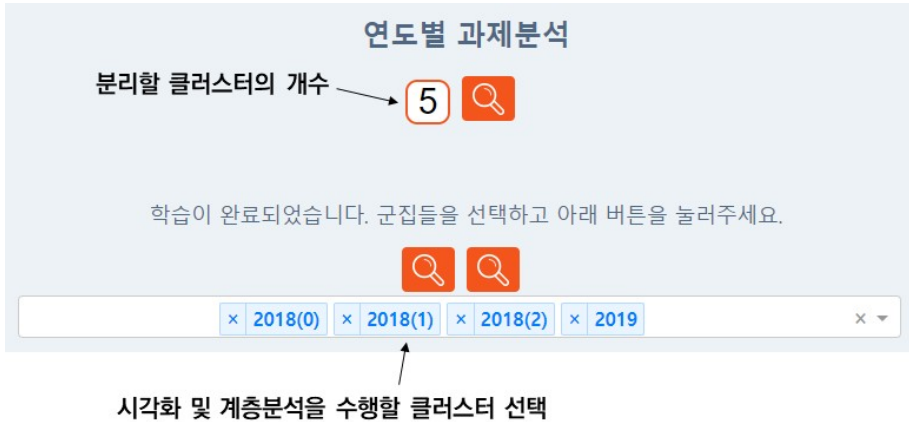 연도별 과제분석
분리할 클러스터의 개수
5
학습이 완료되었습니다. 군집들을 선택하고 아래 버튼을 눌러주세요.
× 2018(0) × 2018(1) × 2018(2) × 2019 ×
시각화 및 계층분석을 수행할 클러스터 선택